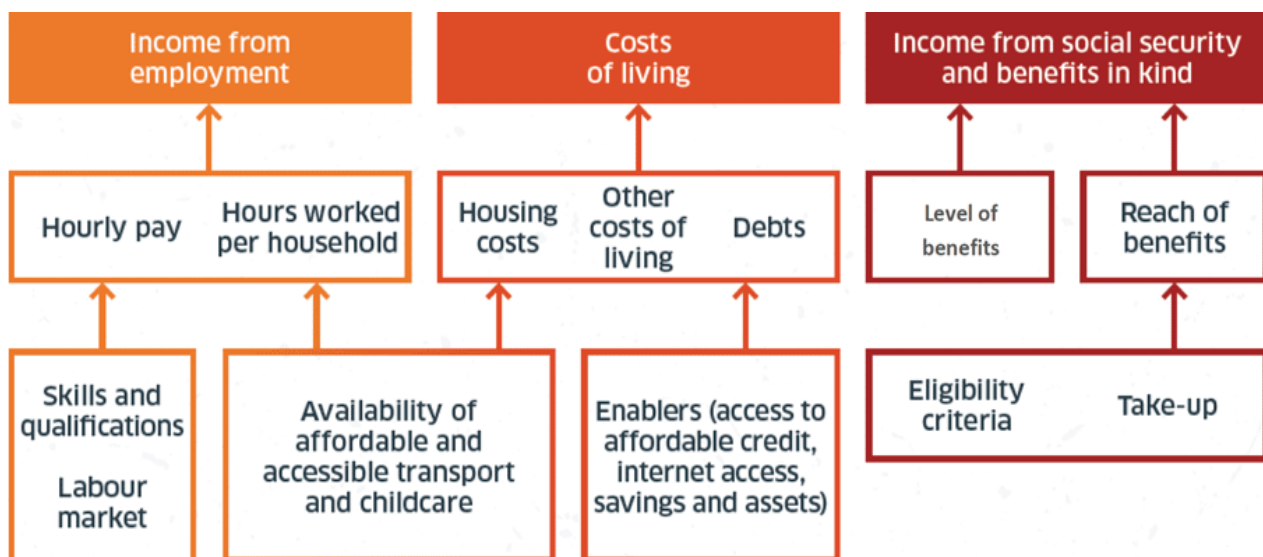 Income from
employment
Costs
of living
Income from social security
and benefits in kind
Hourly pay
Hours worked
per household
Housing
costs
Other
costs of
living
Debts
Level of
benefits
Reach of
benefits
Skills and
qualifications
Labour
market
Availability of
affordable and
accessible transport
and childcare
Enablers (access to
affordable credit,
internet access,
savings and assets)
Eligibility
criteria
Take-up